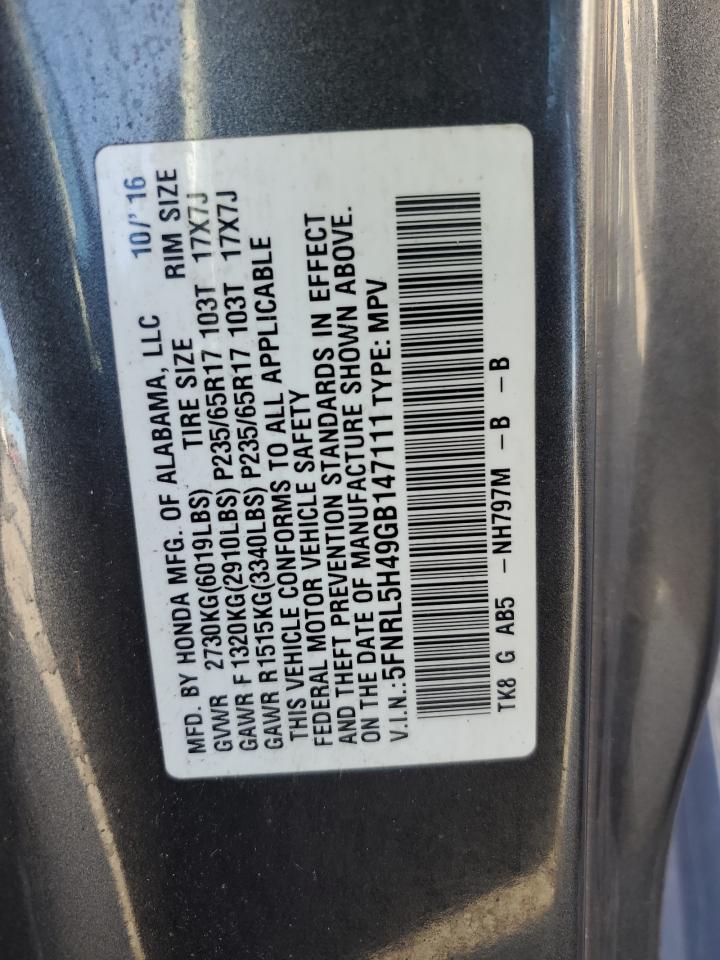 MFD. BY HONDA MFG. OF ALABAMA, LLC 10/'16
GVWR 2730KG(6019LBS) TIRE SIZE RIM SIZE
GAWR F 1320KG(2910LBS) P235/65R17 103T 17X7J
GAWR R1515KG(3340LBS) P235/65R17 103T 17X7J
THIS VEHICLE CONFORMS TO ALL APPLICABLE
FEDERAL MOTOR VEHICLE SAFETY
AND THEFT PREVENTION STANDARDS IN EFFECT
ON THE DATE OF MANUFACTURE SHOWN ABOVE.
V.I.N.:5FNRL5H49GB147111 TYPE: MPV
TK8 G AB5 -NH797M -B -B